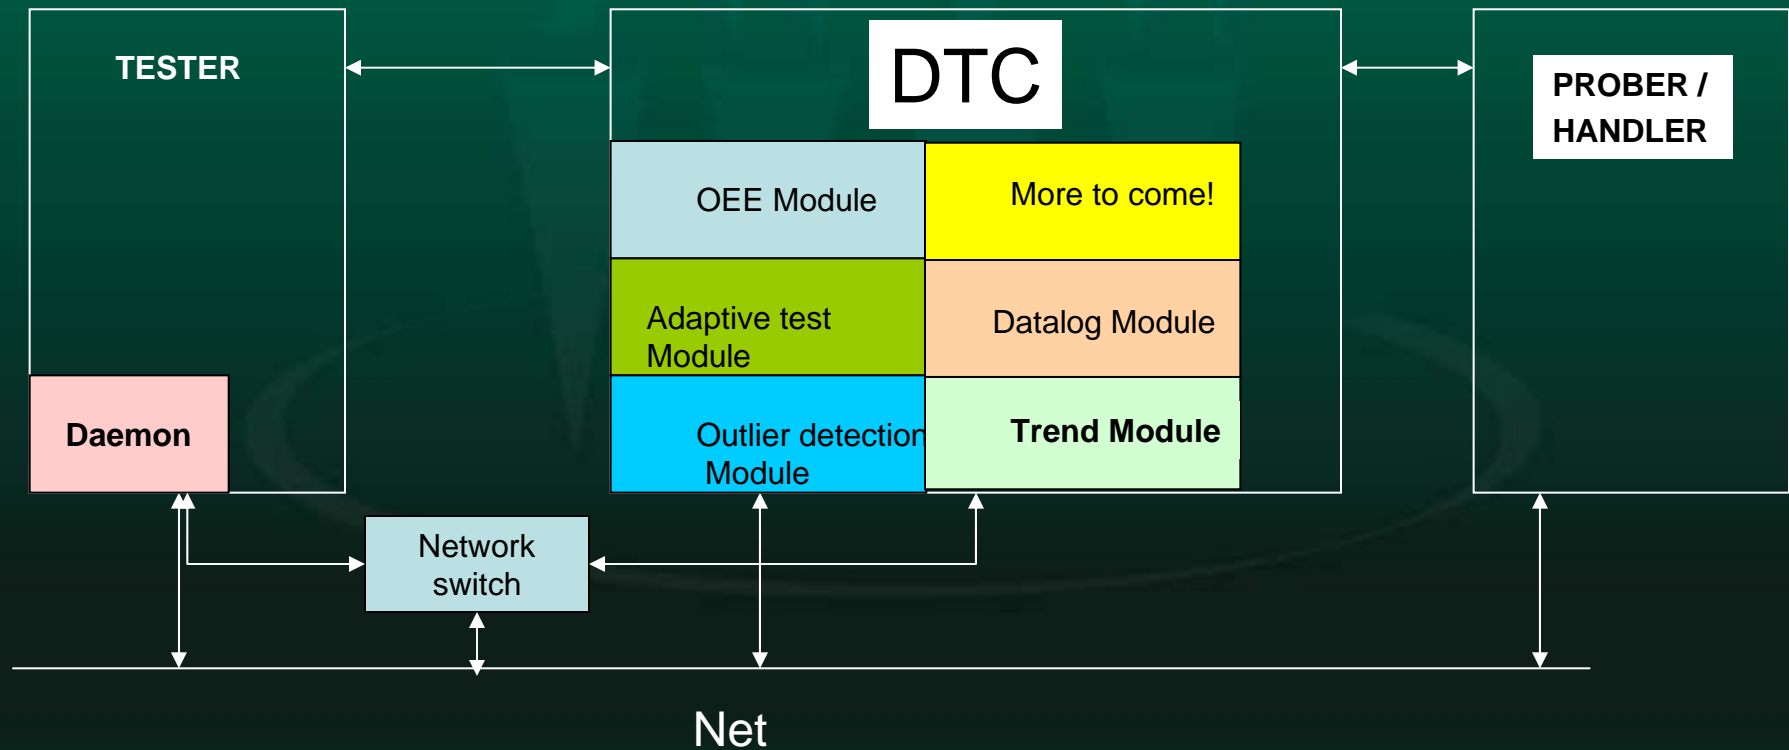 TESTER
DTC
PROBER /
HANDLER
OEE Module
More to come!
Adaptive test
Module
Datalog Module
Daemon
Outlier detection
Module
Trend Module
Network
switch
Net